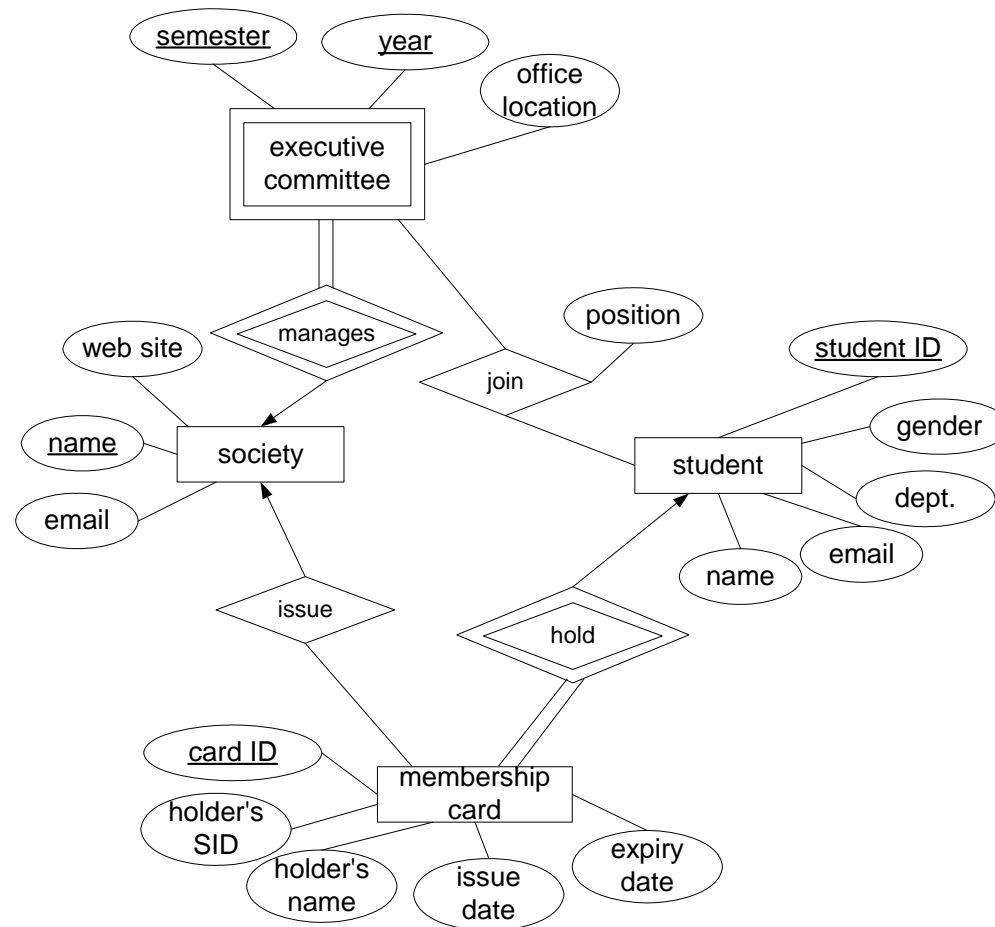 semester
year
office
location
executive
committee
manages
position
web site
student ID
join
name
society
gender
student
email
dept.
email
name
issue
hold
card ID
membership
card
holder's
SID
expiry
date
holder's
name
issue
date